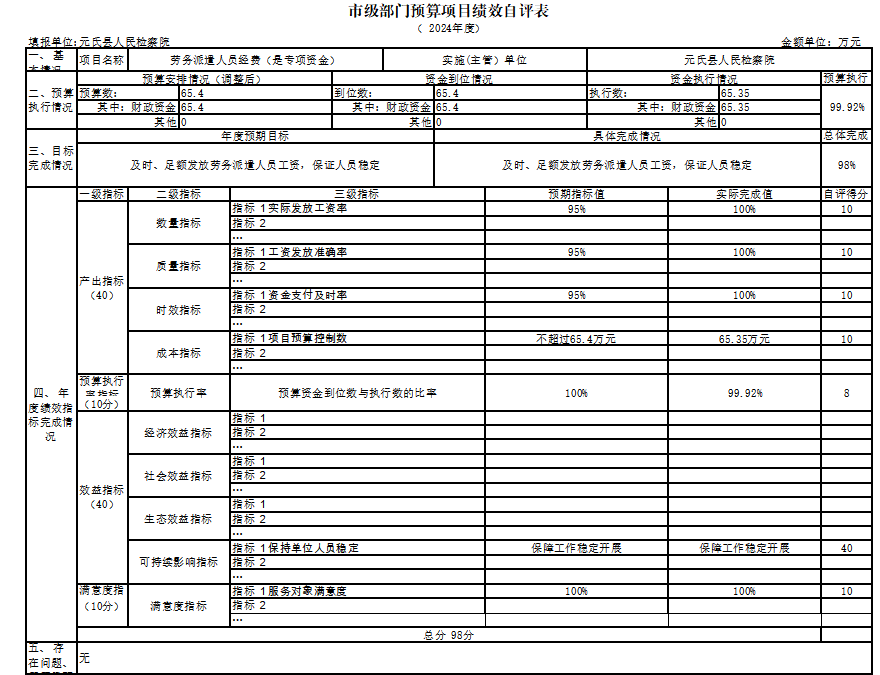 市级部门预算项目绩效自评表
（ 2024年度）
填报单位:元氏县人民检察院 金额单位：万元
一、 基 项目名称 劳务派遣人员经费（是专项资金） 实施(主管）单位 元氏县人民检察院
二、预算执行情况 预算安排情况（调整后） 资金到位情况 资金执行情况 预算执行
预算数： 65.4 到位数： 65.4 执行数： 65.35 99.92%
其中：财政资金 65.4 其中：财政资金 65.4 其中：财政资金 65.35
其他 0 其他 0 其他 0
三、目标完成情况 年度预期目标 具体完成情况 总体完成
及时、足额发放劳务派遣人员工资，保证人员稳定 及时、足额发放劳务派遣人员工资，保证人员稳定 98%
四、 年度绩效指标完成情况 一级指标 二级指标 三级指标 预期指标值 实际完成值 自评得分
产出指标（40） 数量指标 指标 1实际发放工资率 95% 100% 10
指标 2
…
质量指标 指标 1工资发放准确率 95% 100% 10
指标 2
…
时效指标 指标 1资金支付及时率 95% 100% 10
指标 2
…
成本指标 指标 1项目预算控制数 不超过65.4万元 65.35万元 10
指标 2
…
预算执行率指标（10分） 预算执行率 预算资金到位数与执行数的比率 100% 99.92% 8
效益指标（40） 经济效益指标 指标 1
指标 2
…
社会效益指标 指标 1
指标 2
…
生态效益指标 指标 1
指标 2
…
可持续影响指标 指标 1保持单位人员稳定 保障工作稳定开展 保障工作稳定开展 40
指标 2
…
满意度指（10分） 满意度指标 指标 1服务对象满意度 100% 100% 10
指标 2
…
总分 98分
五、 存在问题、 无